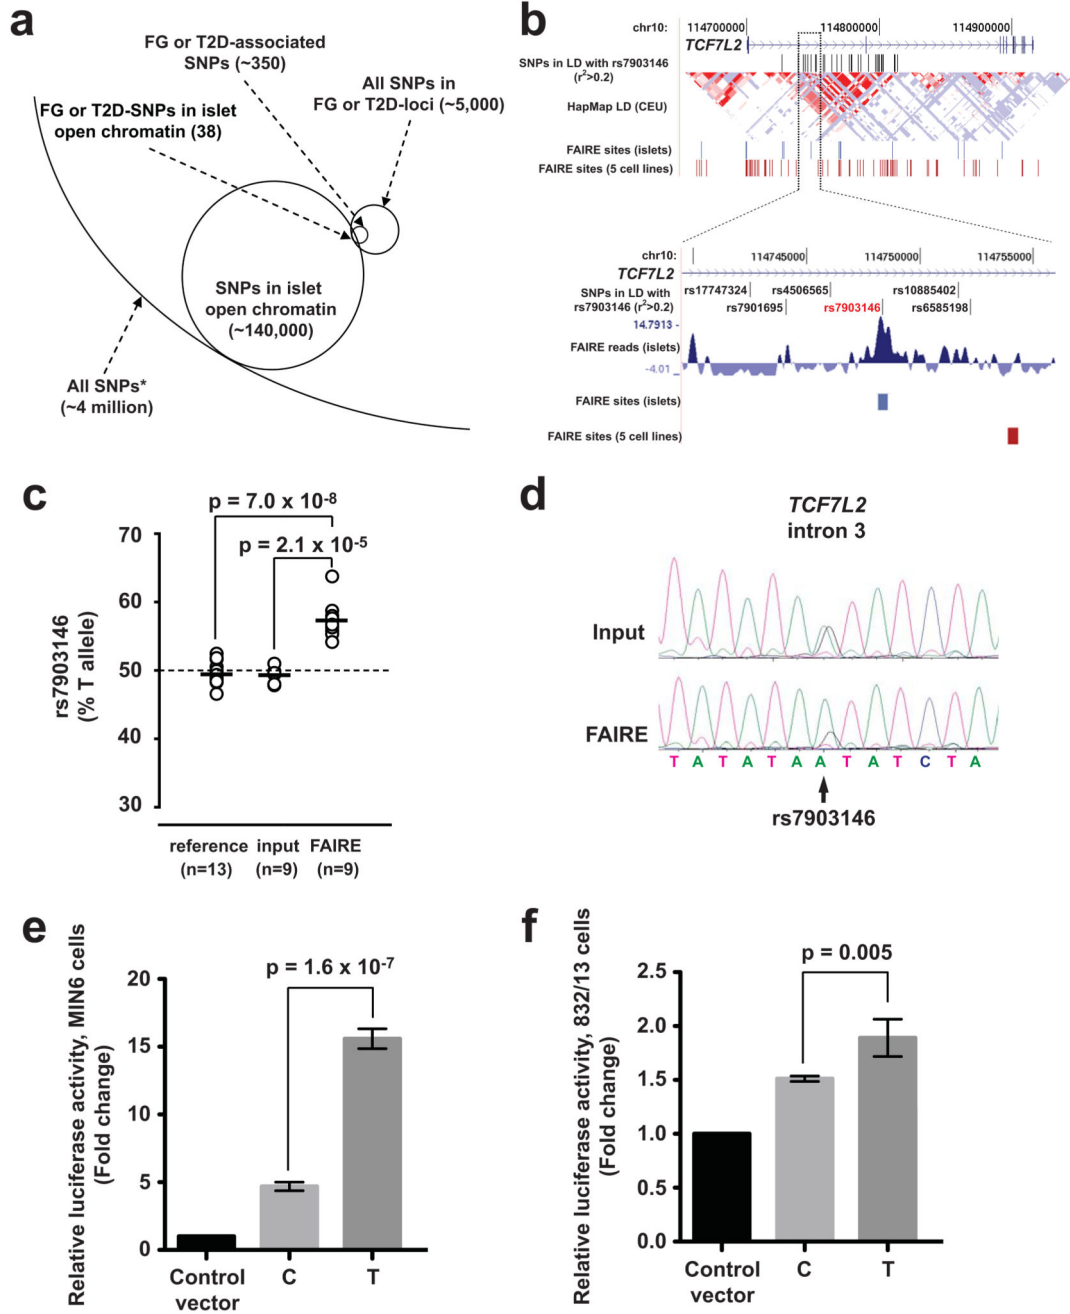 a
FG or T2D-associated
SNPs (~350)
All SNPs in
FG or T2D-loci (~5,000)
FG or T2D-SNPs in islet
open chromatin (38)
SNPs in islet
open chromatin
(~140,000)
All SNPs*
(~4 million)
b
chr10: 114700000 114800000 114900000
TCF7L2
SNPs in LD with rs7903146
(r²>0.2)
HapMap LD (CEU)
FAIRE sites (islets)
FAIRE sites (5 cell lines)
chr10: 114745000 114750000 114755000
TCF7L2
SNPs in LD with
rs7903146 (r²>0.2)
rs17747324 rs4506565 rs10885402
rs7901695 rs7903146 rs6585198
14.7913 -
FAIRE reads (islets)
-4.01 _
FAIRE sites (islets)
FAIRE sites (5 cell lines)
c
p = 7.0 x 10-8
p = 2.1 x 10-5
rs7903146
(% T allele)
70
60
50
40
30
reference input FAIRE
(n=13) (n=9) (n=9)
d
TCF7L2
intron 3
Input
FAIRE
T A T A T A A T A T C T A
rs7903146
e
Relative luciferase activity, MIN6 cells
(Fold change)
p = 1.6 x 10-7
20
15
10
5
0
Control
vector
C
T
f
Relative luciferase activity, 832/13 cells
(Fold change)
p = 0.005
2.5
2.0
1.5
1.0
0.5
0.0
Control
vector
C
T